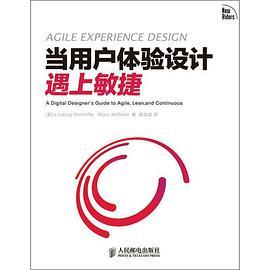 New
Riders
AGILE EXPERIENCE DESIGN
当用户体验设计
遇上敏捷
A Digital Designer's Guide to Agile, Lean, and Continuous
[英] Lindsay Ratcliffe Marc McNeill 著
人民邮电出版社
POSTS & TELECOM PRESS